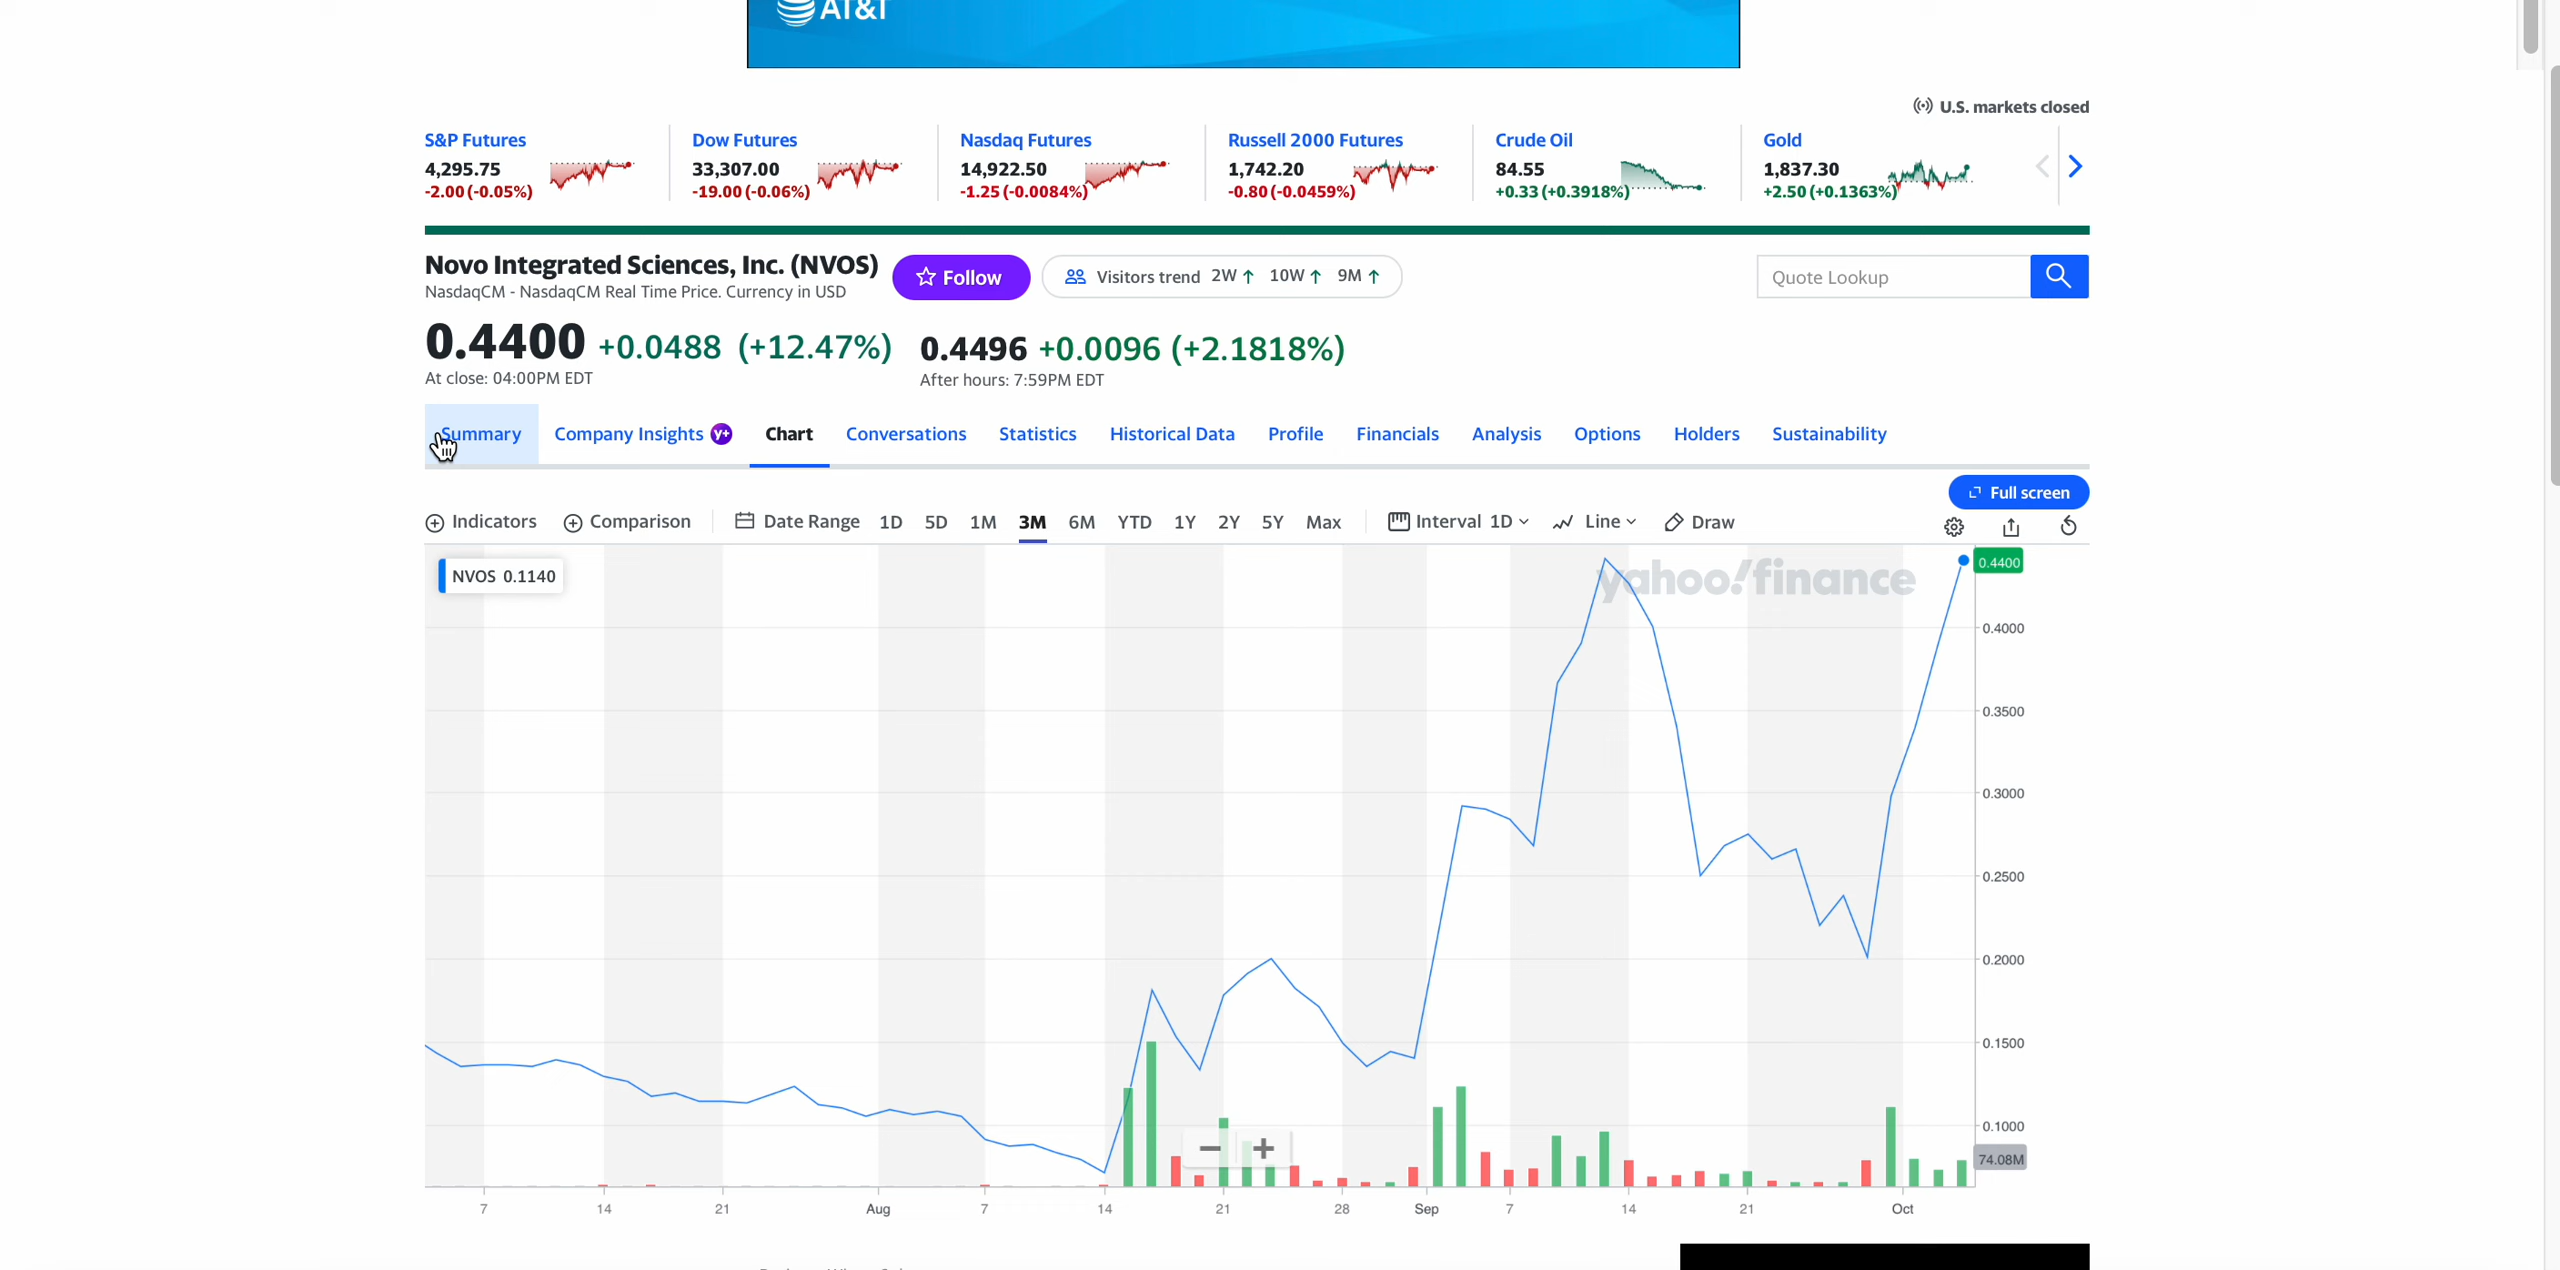 AT&T
U.S. markets closed
S&P Futures Dow Futures Nasdaq Futures Russell 2000 Futures Crude Oil Gold
4,295.75 33,307.00 14,922.50 1,742.20 84.55 1,837.30
-2.00 (-0.05%) -19.00 (-0.06%) -1.25 (-0.0084%) -0.80 (-0.0459%) +0.33 (+0.3918%) +2.50 (+0.1363%)
Novo Integrated Sciences, Inc. (NVOS) Follow Visitors trend 2W 10W 9M Quote Lookup
NasdaqCM - NasdaqCM Real Time Price. Currency in USD
0.4400 +0.0488 (+12.47%) 0.4496 +0.0096 (+2.1818%)
At close: 04:00PM EDT After hours: 7:59PM EDT
Summary Company Insights Y+ Chart Conversations Statistics Historical Data Profile Financials Analysis Options Holders Sustainability
Full screen
Indicators Comparison Date Range 1D 5D 1M 3M 6M YTD 1Y 2Y 5Y Max Interval 1D Line Draw
NVOS 0.1140
yahoo!finance
0.4400
0.4000
0.3500
0.3000
0.2500
0.2000
0.1500
0.1000
74.08M
7 14 21 Aug 7 14 21 28 Sep 7 14 21 Oct